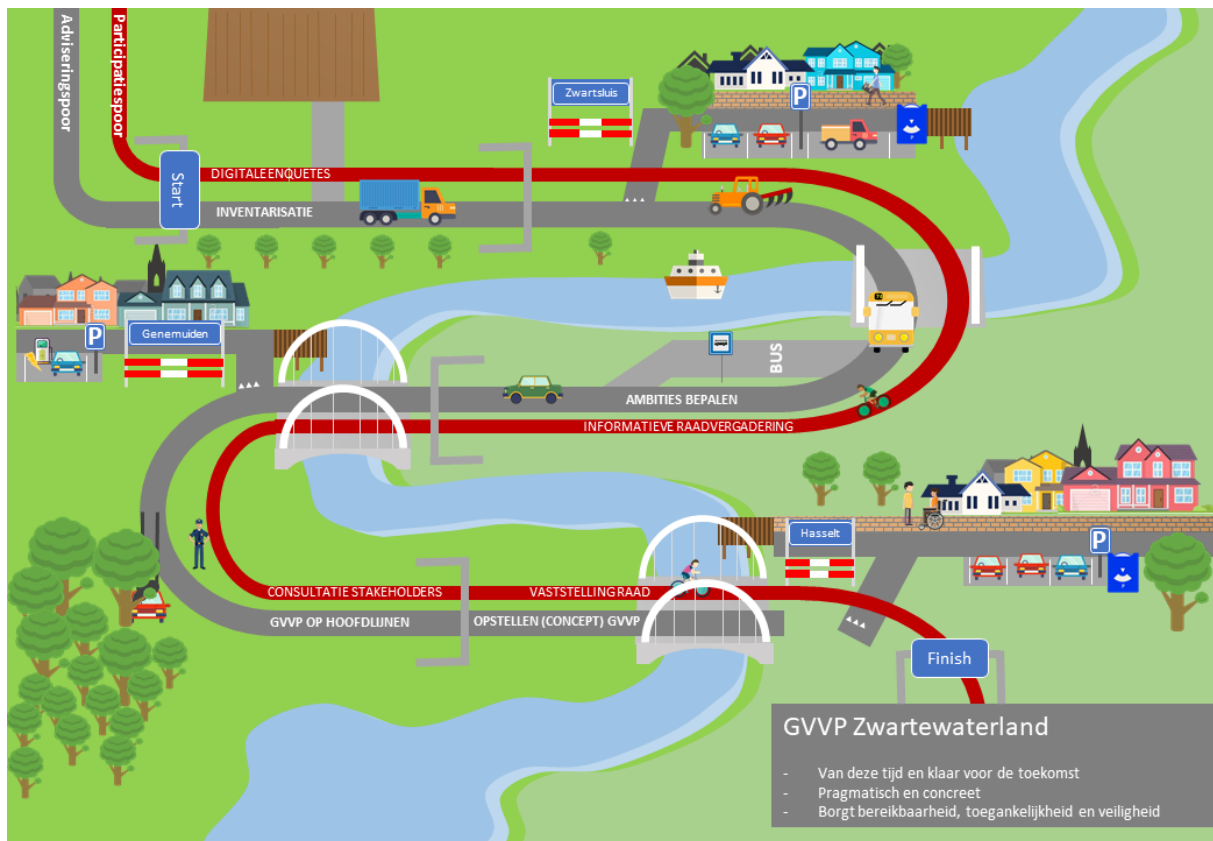 Adviseringspoor
Participatiespoor
Zwartsluis
P
Start
DIGITALE ENQUETES
INVENTARISATIE
Genemuiden
P
BUS
AMBITIES BEPALEN
INFORMATIEVE RAADVERGADERING
Hasselt
P
CONSULTATIE STAKEHOLDERS
VASTSTELLING RAAD
GVVP OP HOOFDLIJNEN
OPSTELLEN (CONCEPT) GVVP
Finish
GVVP Zwartewaterland
- Van deze tijd en klaar voor de toekomst
- Pragmatisch en concreet
- Borgt bereikbaarheid, toegankelijkheid en veiligheid